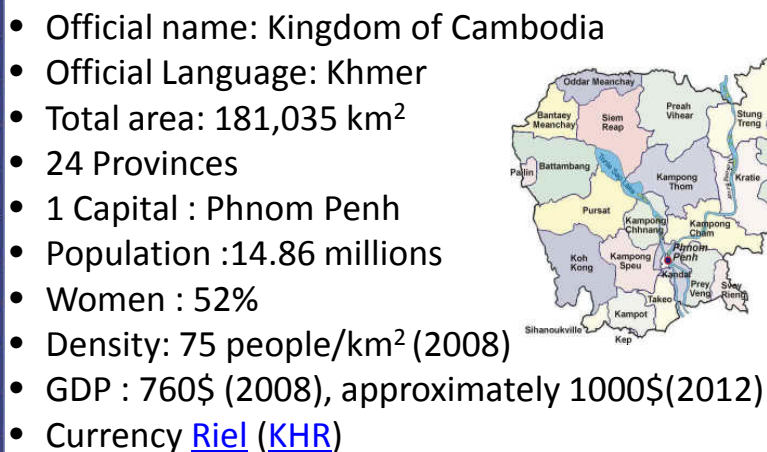 • Official name: Kingdom of Cambodia
• Official Language: Khmer
• Total area: 181,035 km²
• 24 Provinces
• 1 Capital : Phnom Penh
• Population :14.86 millions
• Women : 52%
• Density: 75 people/km² (2008)
• GDP : 760$ (2008), approximately 1000$(2012)
• Currency Riel (KHR)
Oddar Meanchay
Bantaey
Meanchay
Siem
Reap
Preah
Vihear
Stung
Treng
Pailin
Battambang
Kampong
Thom
Kratie
Pursat
Kampong
Chhnang
Kampong
Cham
Phnom
Penh
Koh
Kong
Kampong
Speu
Kandal
Prey
Veng
Svey
Rieng
Takeo
Kampot
Sihanoukville
Kep